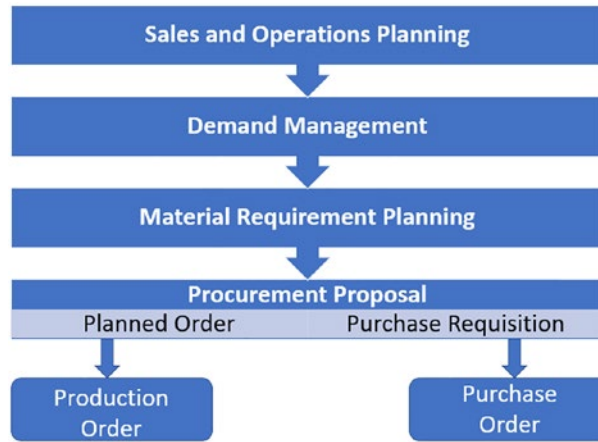 Sales and Operations Planning
Demand Management
Material Requirement Planning
Procurement Proposal
Planned Order
Purchase Requisition
Production
Order
Purchase
Order